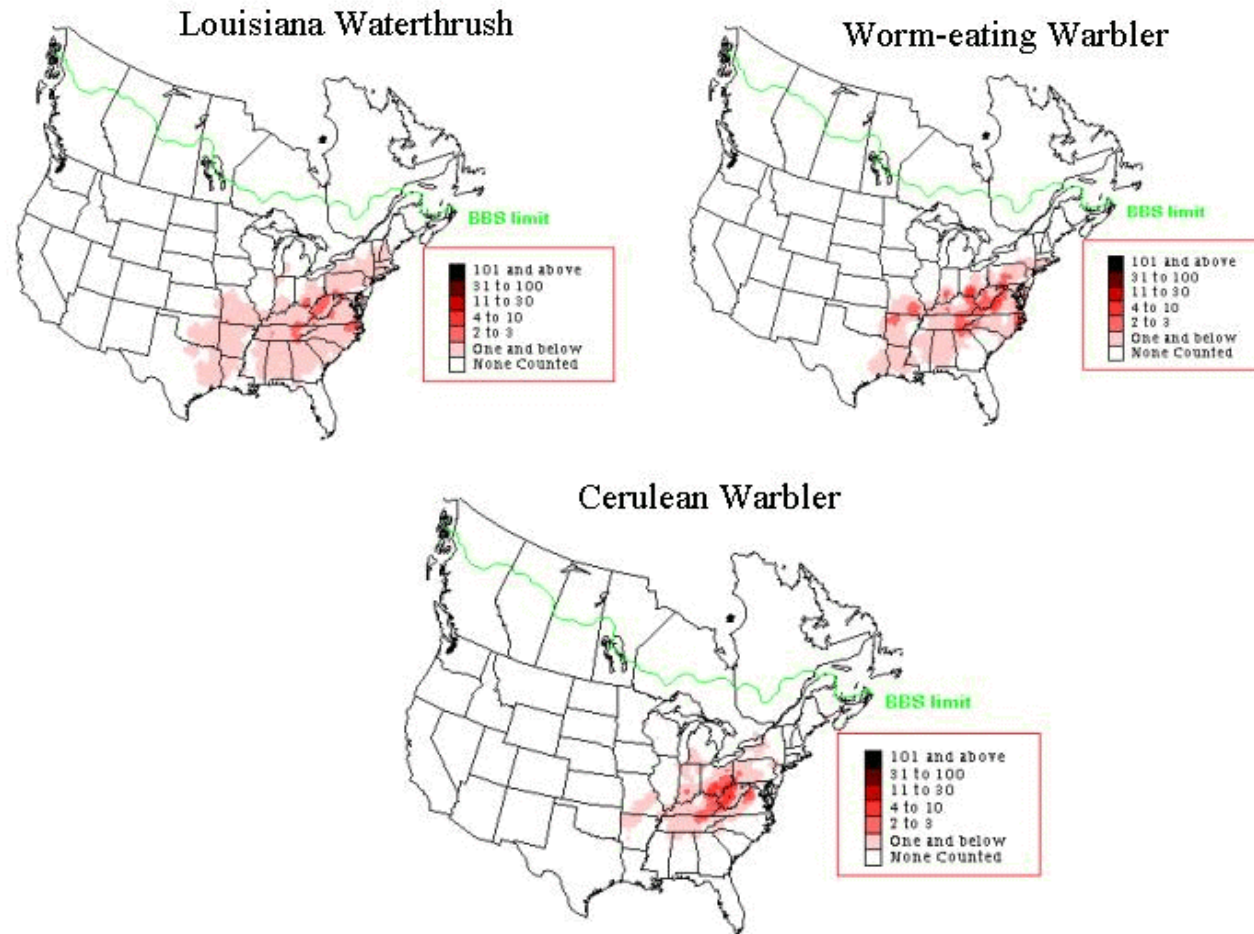 Louisiana Waterthrush
BBS limit
101 and above
31 to 100
11 to 30
4 to 10
2 to 3
One and below
None Counted
Worm-eating Warbler
BBS limit
101 and above
31 to 100
11 to 30
4 to 10
2 to 3
One and below
None Counted
Cerulean Warbler
BBS limit
101 and above
31 to 100
11 to 30
4 to 10
2 to 3
One and below
None Counted